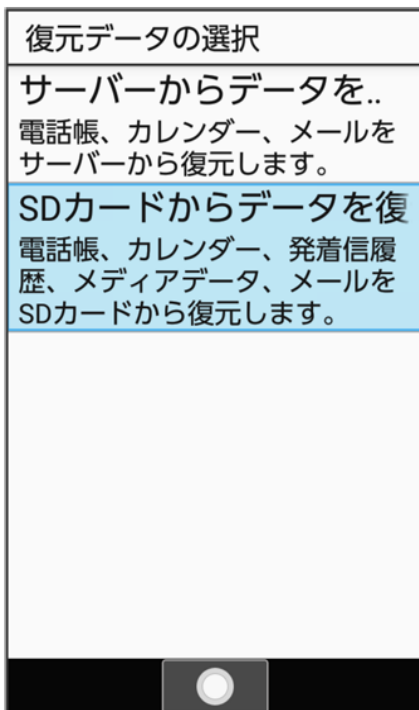 復元データの選択
サーバーからデータを..
電話帳、カレンダー、メールを
サーバーから復元します。
SDカードからデータを復
電話帳、カレンダー、発着信履
歴、メディアデータ、メールを
SDカードから復元します。